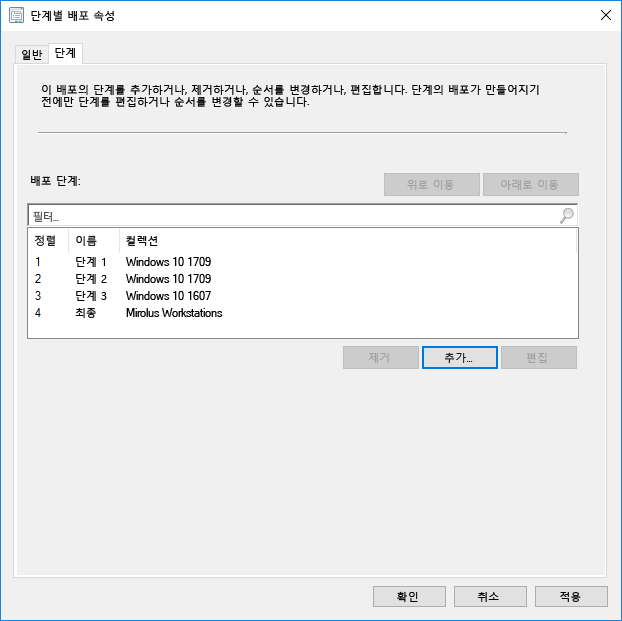 단계별 배포 속성
일반 단계
이 배포의 단계를 추가하거나, 제거하거나, 순서를 변경하거나, 편집합니다. 단계의 배포가 만들어지기
전에만 단계를 편집하거나 순서를 변경할 수 있습니다.
배포 단계:
위로 이동 아래로 이동
필터...
정렬 이름 컬렉션
1 단계 1 Windows 10 1709
2 단계 2 Windows 10 1709
3 단계 3 Windows 10 1607
4 최종 Mirolus Workstations
제거 추가... 편집
확인 취소 적용